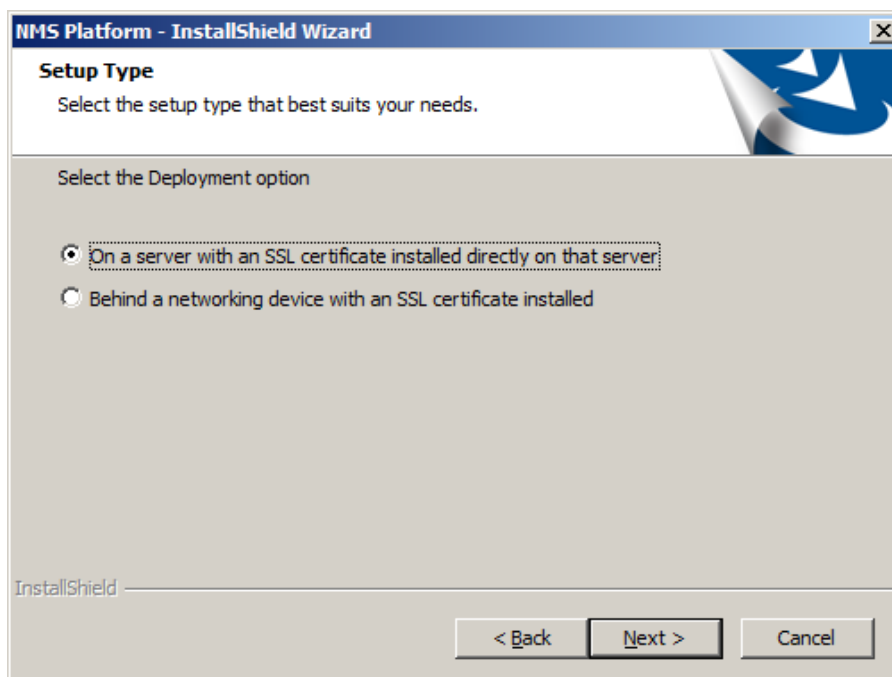 NMS Platform - InstallShield Wizard
Setup Type
Select the setup type that best suits your needs.
Select the Deployment option
On a server with an SSL certificate installed directly on that server
Behind a networking device with an SSL certificate installed
InstallShield
< Back
Next >
Cancel